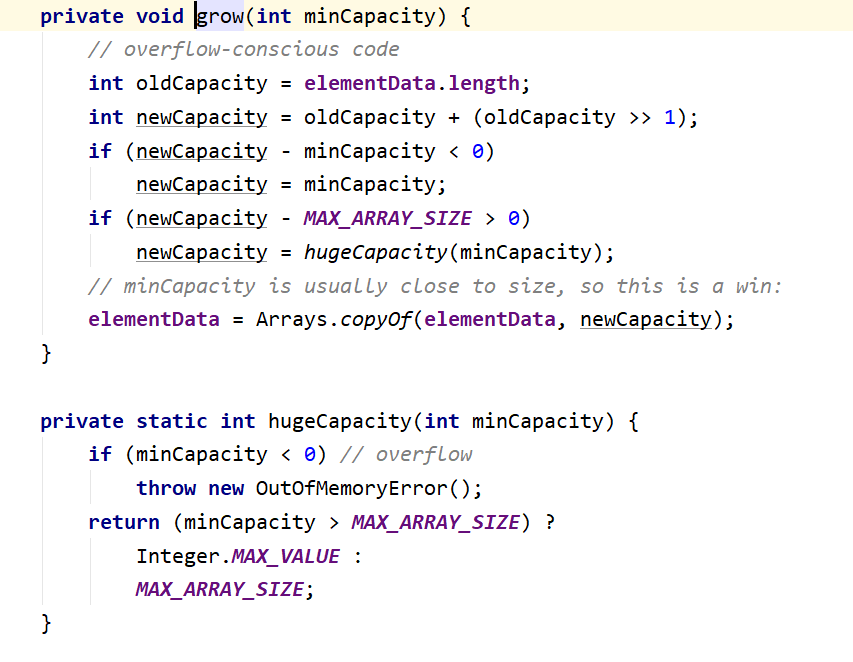 private void grow(int minCapacity) {
    // overflow-conscious code
    int oldCapacity = elementData.length;
    int newCapacity = oldCapacity + (oldCapacity >> 1);
    if (newCapacity - minCapacity < 0)
        newCapacity = minCapacity;
    if (newCapacity - MAX_ARRAY_SIZE > 0)
        newCapacity = hugeCapacity(minCapacity);
    // minCapacity is usually close to size, so this is a win:
    elementData = Arrays.copyOf(elementData, newCapacity);
}
private static int hugeCapacity(int minCapacity) {
    if (minCapacity < 0) // overflow
        throw new OutOfMemoryError();
    return (minCapacity > MAX_ARRAY_SIZE) ?
        Integer.MAX_VALUE :
        MAX_ARRAY_SIZE;
}